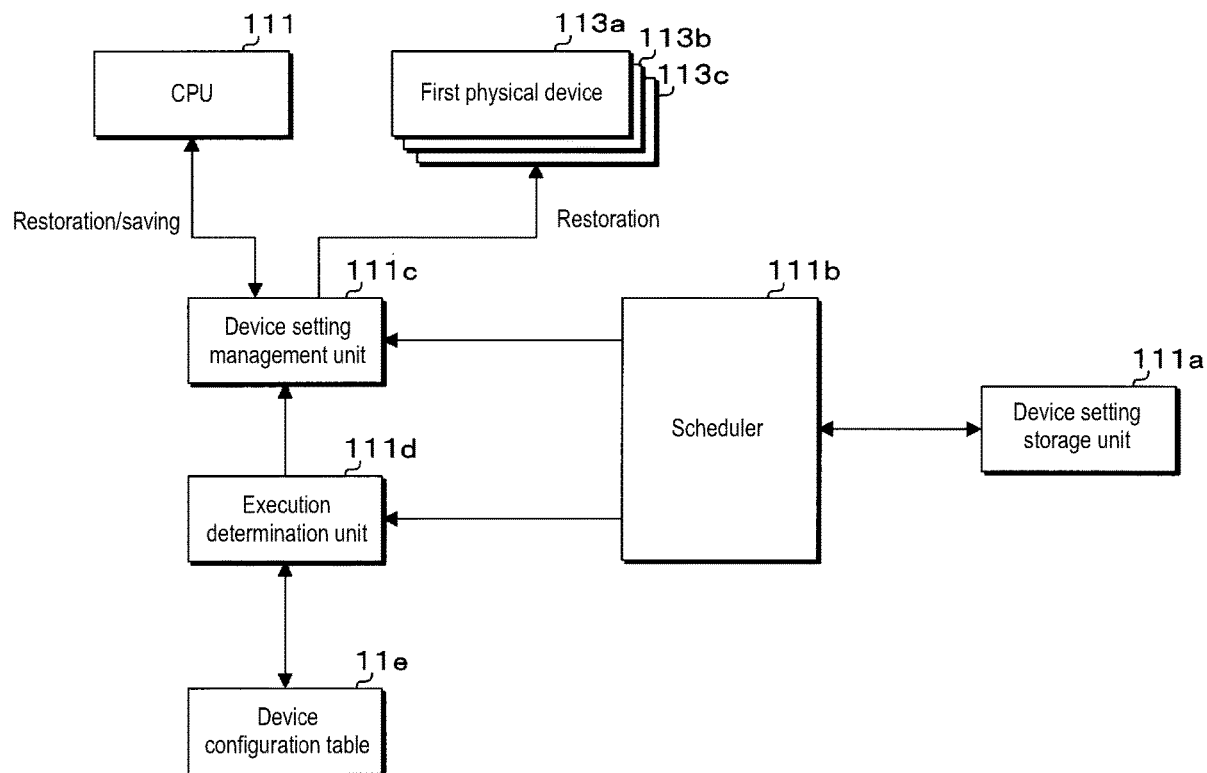 111
113a
113b
113c
CPU
First physical device
Restoration/saving
Restoration
111c
111b
Device setting
management unit
111a
Scheduler
Device setting
storage unit
111d
Execution
determination unit
11e
Device
configuration table